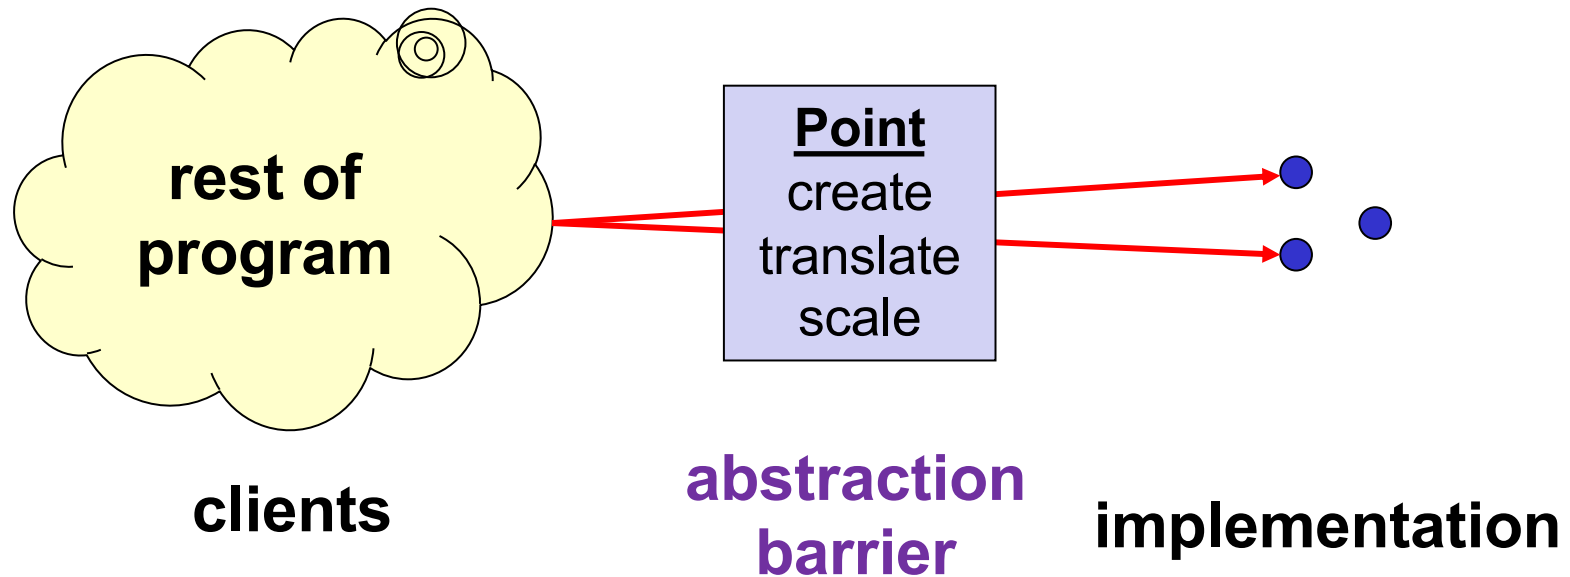 rest of
program
Point
create
translate
scale
clients
abstraction
barrier
implementation